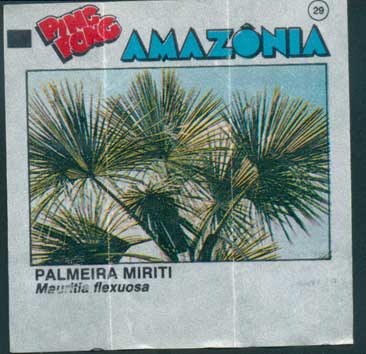 PING
PONG
AMAZÔNIA
29
PALMEIRA MIRITI
Mauritia flexuosa